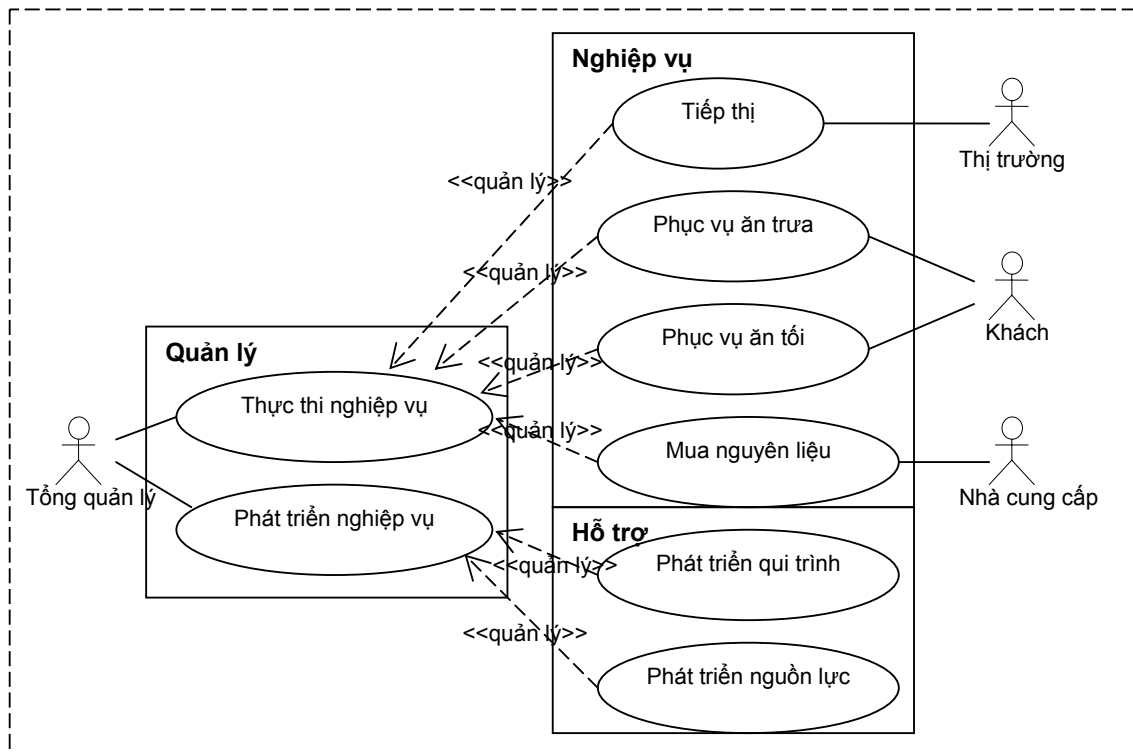 Nghiệp vụ
Tiếp thị
Thị trường
<<quản lý>>
Phục vụ ăn trưa
<<quản lý>>
Khách
Phục vụ ăn tối
Quản lý
<<quản lý>>
Thực thi nghiệp vụ
<<quản lý>>
Mua nguyên liệu
Tổng quản lý
Nhà cung cấp
Phát triển nghiệp vụ
Hỗ trợ
<<quản lý>>
Phát triển qui trình
<<quản lý>>
Phát triển nguồn lực